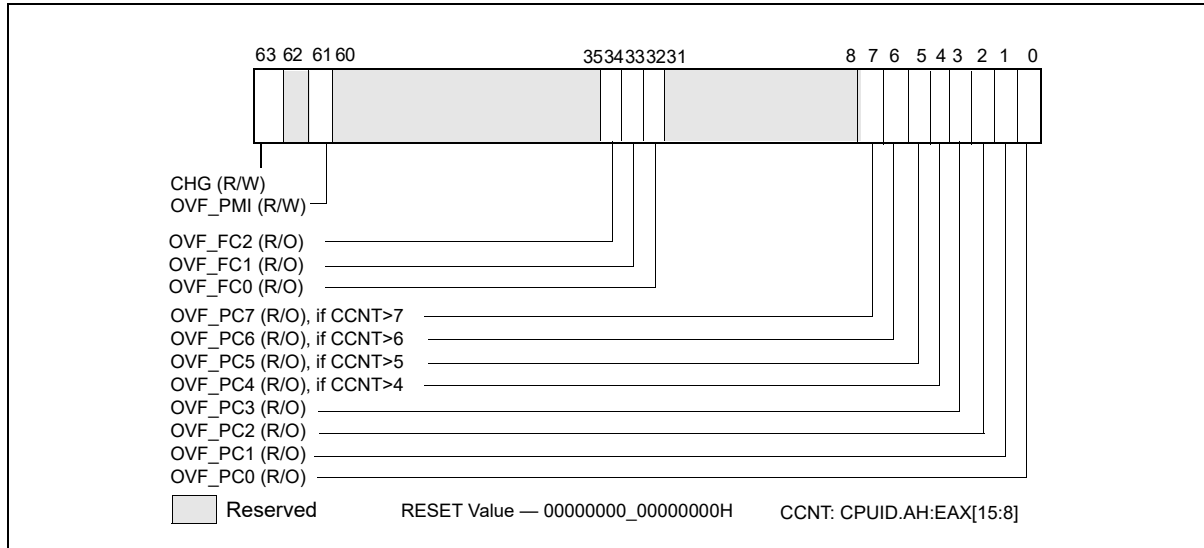 63 62 61 60 35 34 33 32 31 8 7 6 5 4 3 2 1 0
CHG (R/W)
OVF_PMI (R/W)
OVF_FC2 (R/O)
OVF_FC1 (R/O)
OVF_FC0 (R/O)
OVF_PC7 (R/O), if CCNT>7
OVF_PC6 (R/O), if CCNT>6
OVF_PC5 (R/O), if CCNT>5
OVF_PC4 (R/O), if CCNT>4
OVF_PC3 (R/O)
OVF_PC2 (R/O)
OVF_PC1 (R/O)
OVF_PC0 (R/O)
Reserved RESET Value — 00000000_00000000H CCNT: CPUID.AH:EAX[15:8]